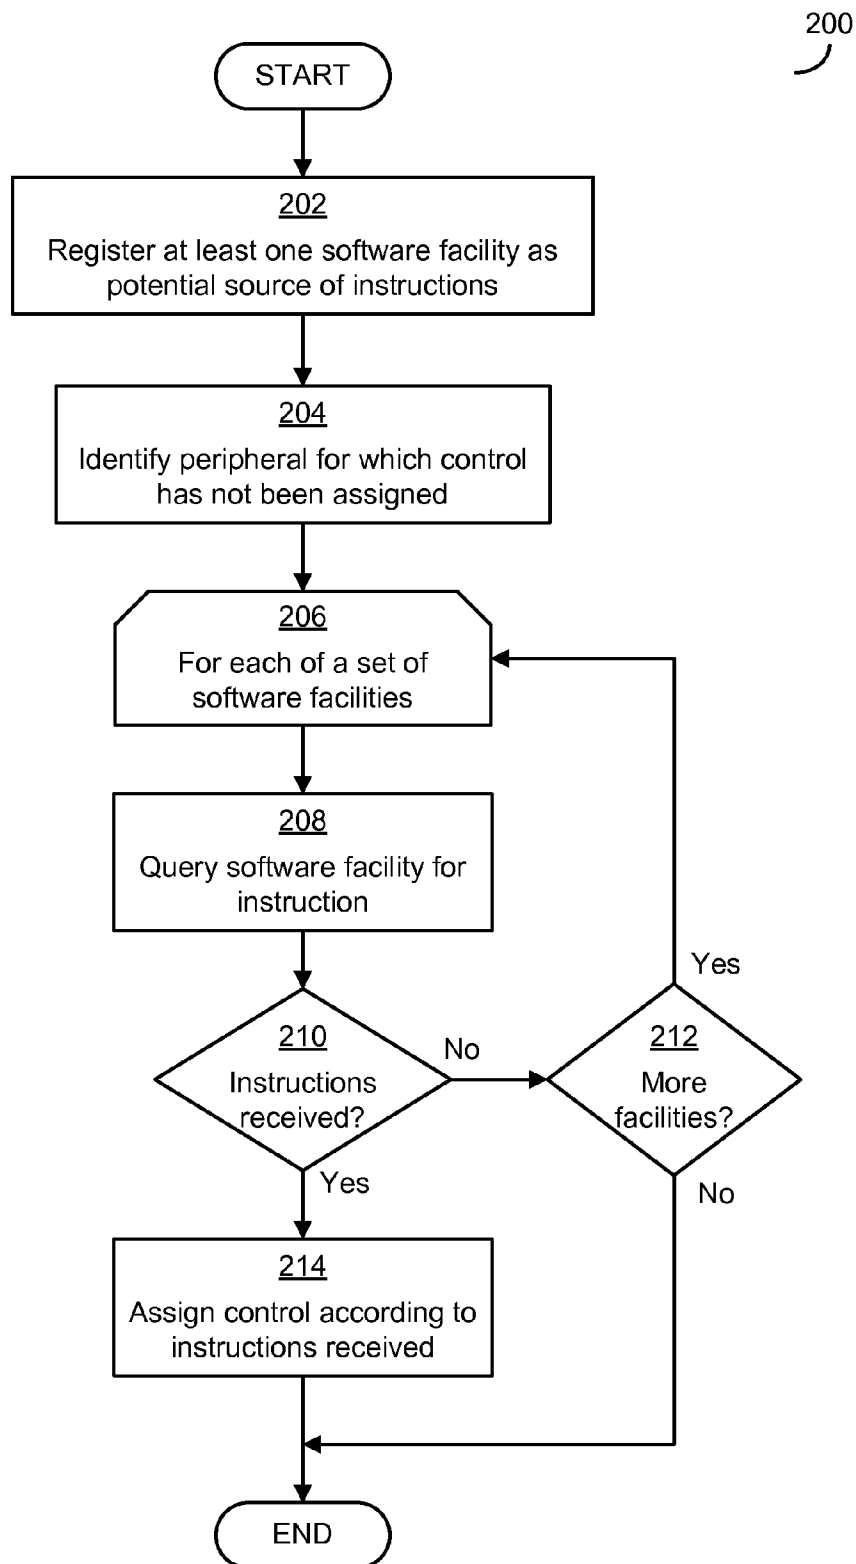 200
START
202
Register at least one software facility as
potential source of instructions
204
Identify peripheral for which control
has not been assigned
206
For each of a set of
software facilities
208
Query software facility for
instruction
Yes
210
Instructions
received?
No
212
More
facilities?
Yes
No
214
Assign control according to
instructions received
END